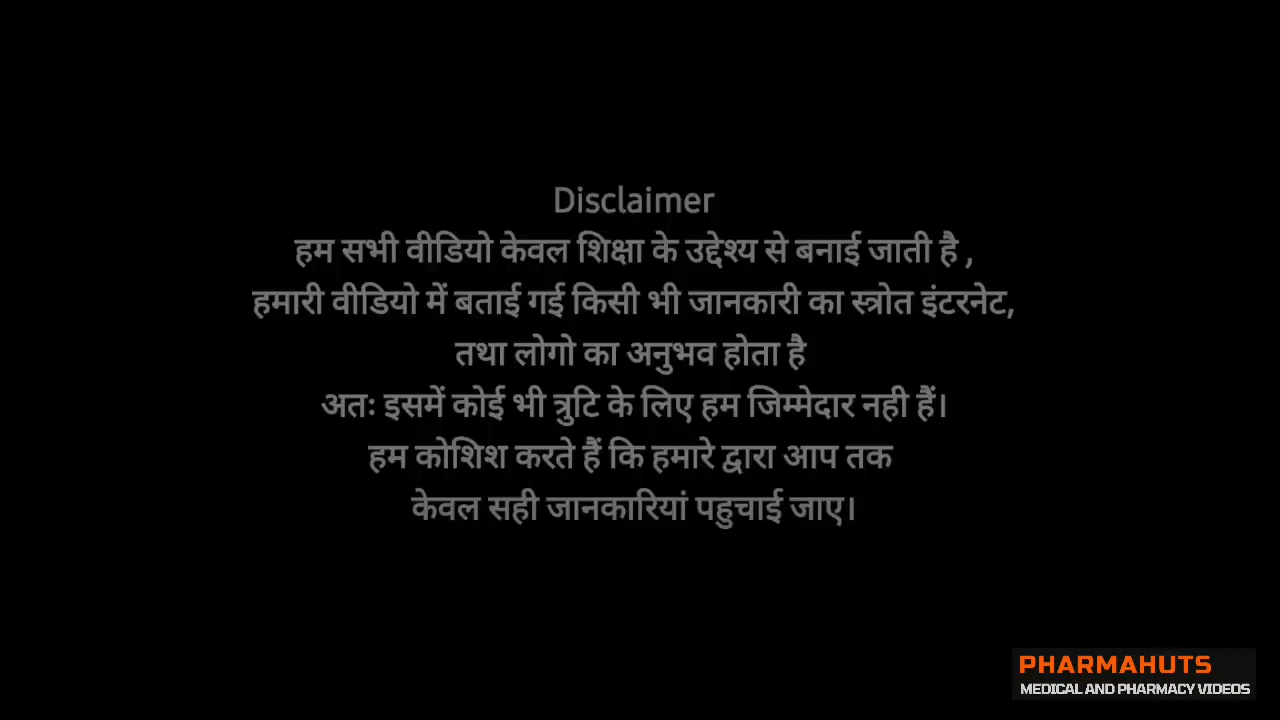 Disclaimer
हम सभी वीडियो केवल शिक्षा के उद्देश्य से बनाई जाती है ,
हमारी वीडियो में बताई गई किसी भी जानकारी का स्त्रोत इंटरनेट,
तथा लोगो का अनुभव होता है
अतः इसमें कोई भी त्रुटि के लिए हम जिम्मेदार नही हैं।
हम कोशिश करते हैं कि हमारे द्वारा आप तक
केवल सही जानकारियां पहुचाई जाए।
PHARMAHUTS
MEDICAL AND PHARMACY VIDEOS